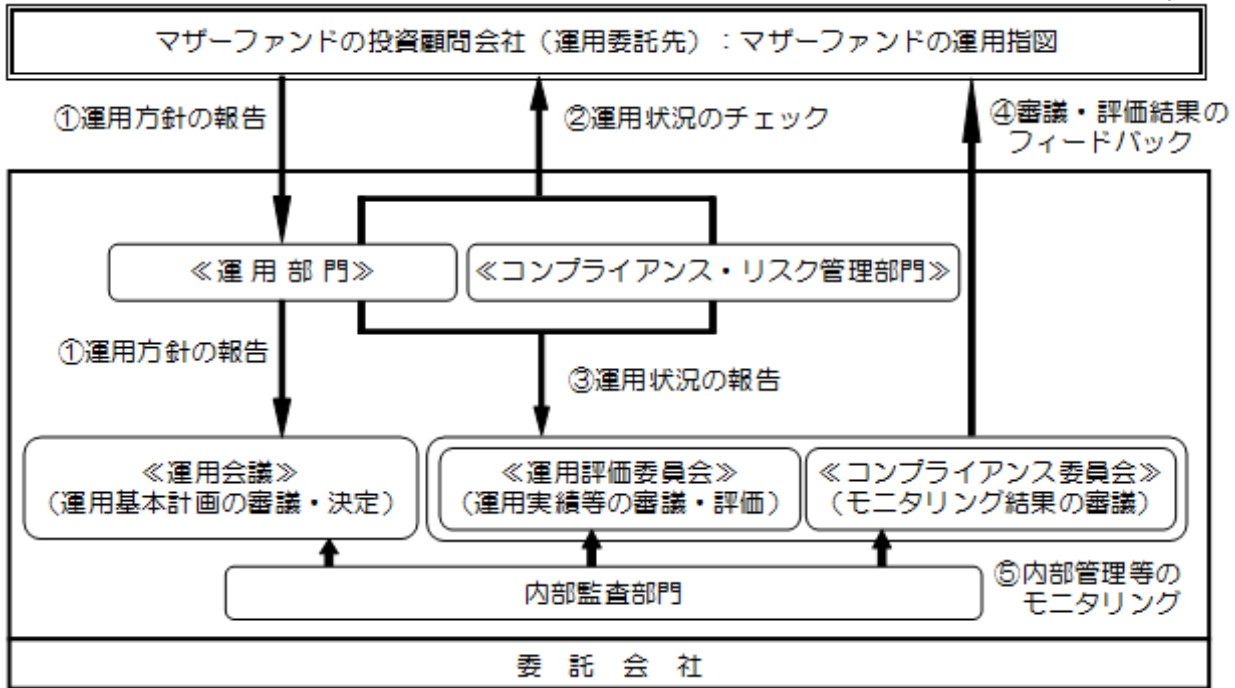 マザーファンドの投資顧問会社（運用委託先）：マザーファンドの運用指図
①運用方針の報告
②運用状況のチェック
④審議・評価結果の
フィードバック
≪運 用 部 門≫
≪コンプライアンス・リスク管理部門≫
①運用方針の報告
③運用状況の報告
≪運用会議≫
（運用基本計画の審議・決定）
≪運用評価委員会≫
（運用実績等の審議・評価）
≪コンプライアンス委員会≫
（モニタリング結果の審議）
内部監査部門
⑤内部管理等の
モニタリング
委 託 会 社